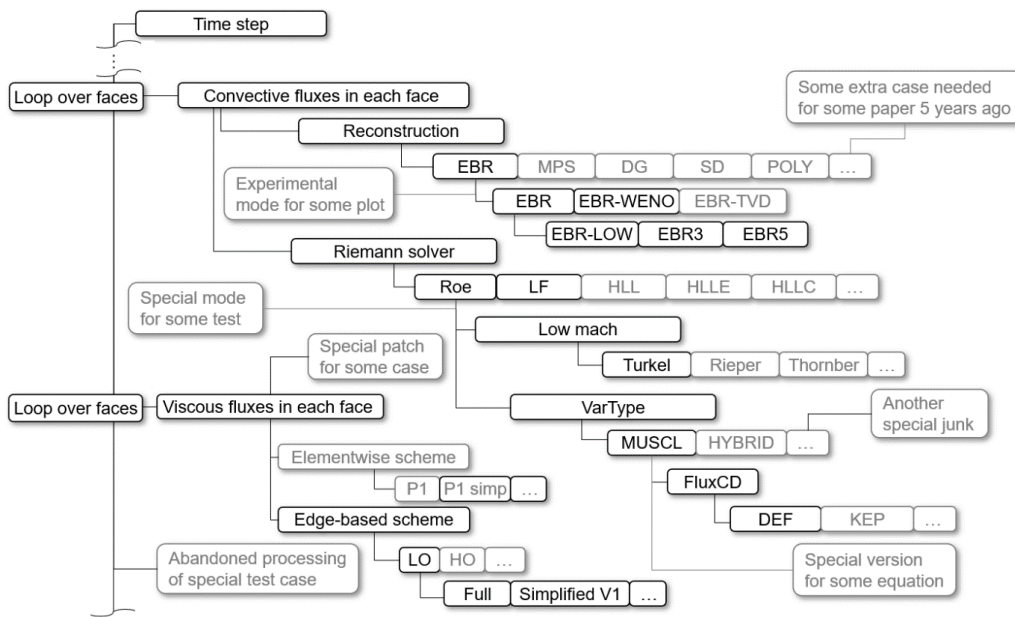 Time step
Loop over faces
Convective fluxes in each face
Some extra case needed
for some paper 5 years ago
Reconstruction
EBR MPS DG SD POLY ...
Experimental
mode for some plot
EBR EBR-WENO EBR-TVD
EBR-LOW EBR3 EBR5
Riemann solver
Roe LF HLL HLLE HLLC ...
Special mode
for some test
Low mach
Special patch
for some case
Turkel Rieper Thornber ...
Loop over faces
Viscous fluxes in each face
VarType
Another
special junk
MUSCL HYBRID ...
Elementwise scheme
P1 P1 simp ...
FluxCD
Edge-based scheme
DEF KEP ...
Abandoned processing
of special test case
LO HO ...
Special version
for some equation
Full Simplified V1 ...